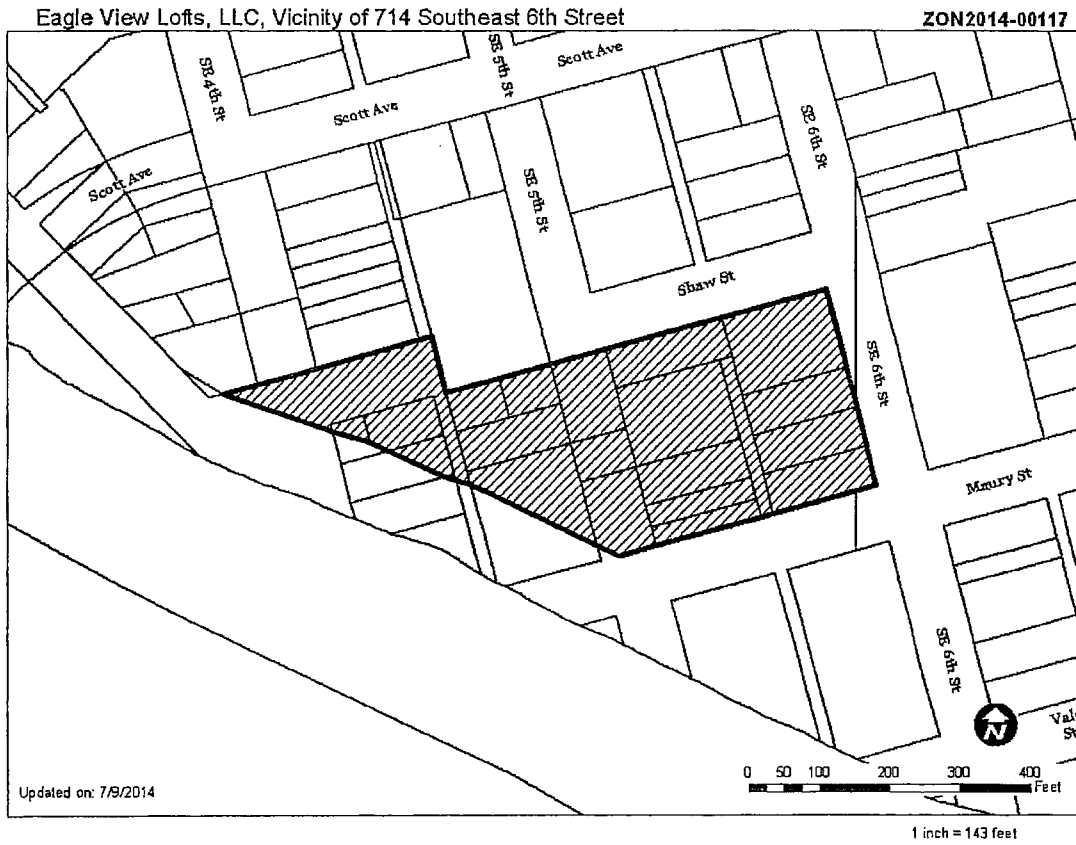 Eagle View Lofts, LLC, Vicinity of 714 Southeast 6th Street
ZON2014-00117
SE 4th St
SE 5th St
Scott Ave
Scott Ave
SE 6th St
Scott Ave
SE 5th St
Shaw St
SE 6th St
Maury St
SE 6th St
N
Val
St
0 50 100 200 300 400
Feet
Updated on: 7/9/2014
1 inch = 143 feet